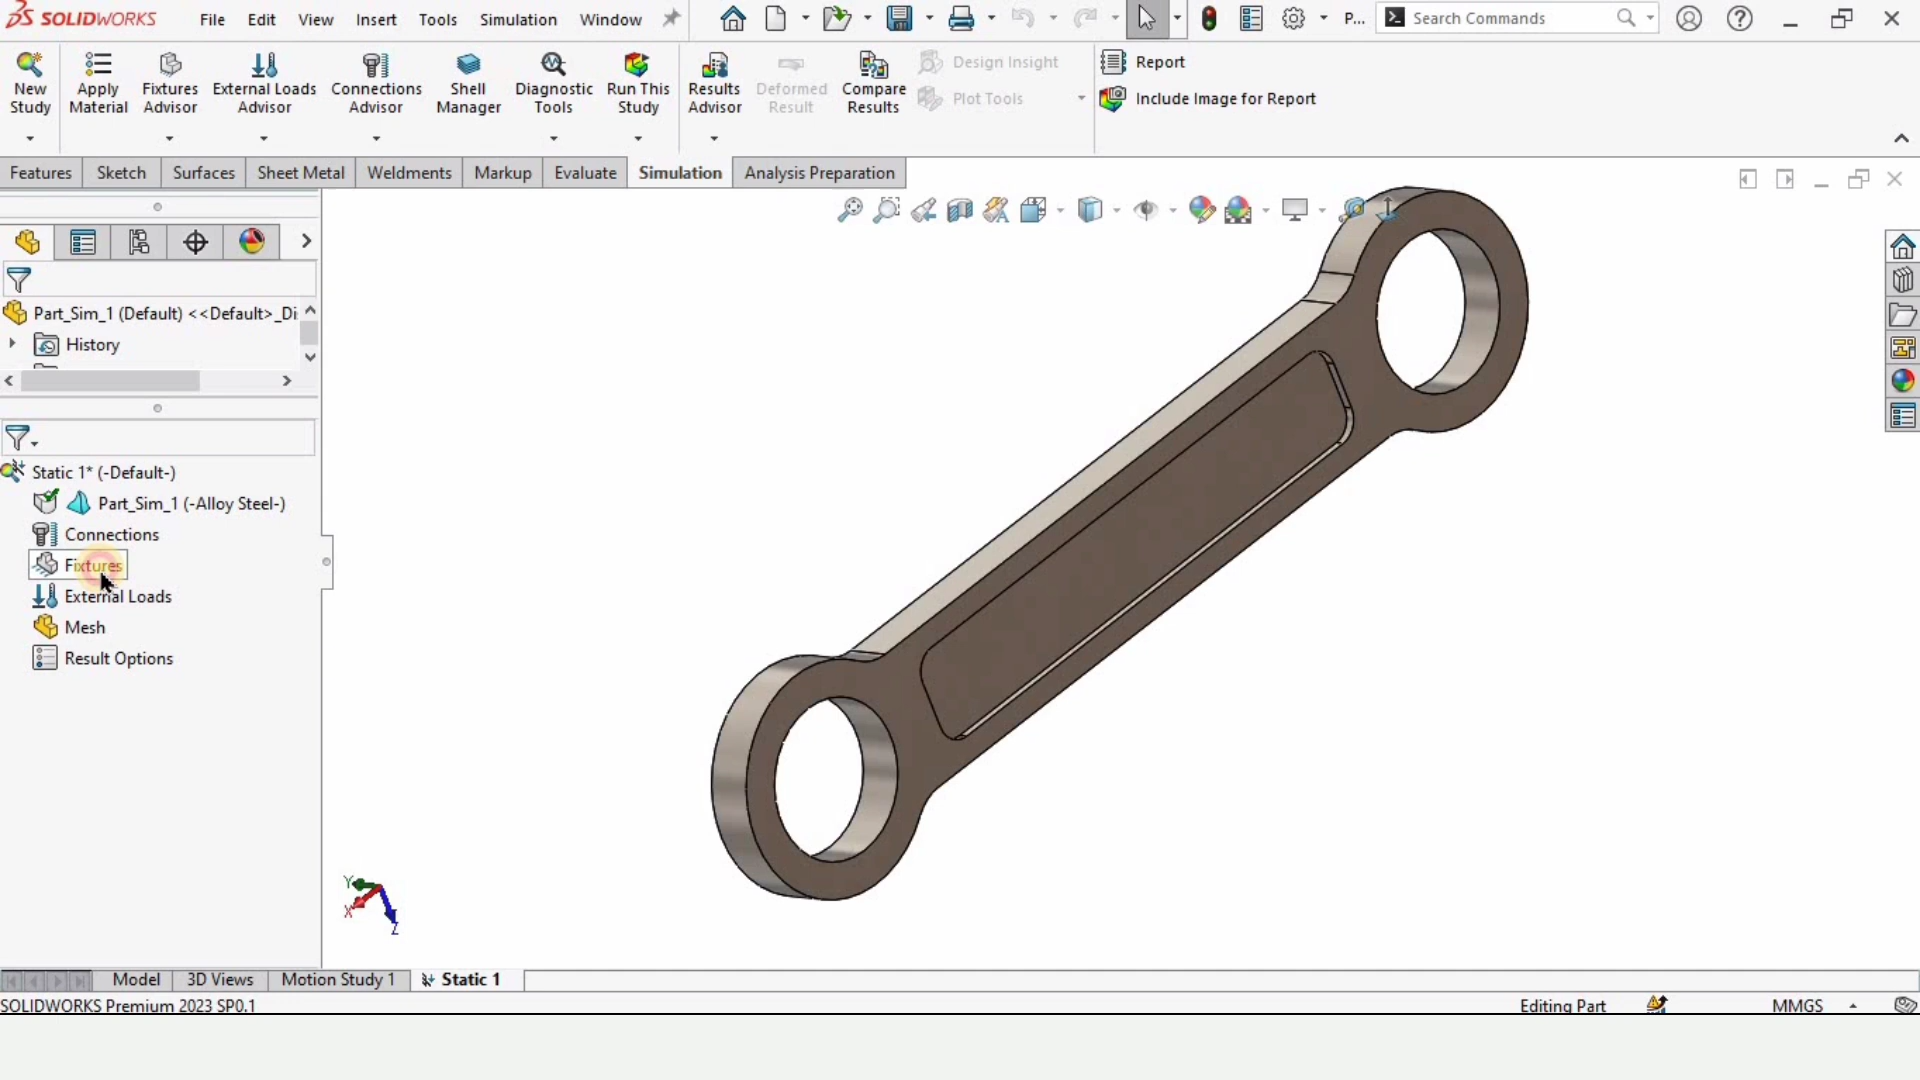 SOLIDWORKS File Edit View Insert Tools Simulation Window P... Search Commands
New Study
Apply Material
Fixtures Advisor
External Loads Advisor
Connections Advisor
Shell Manager
Diagnostic Tools
Run This Study
Results Advisor
Deformed Result
Compare Results
Design Insight
Plot Tools
Report
Include Image for Report
Features Sketch Surfaces Sheet Metal Weldments Markup Evaluate Simulation Analysis Preparation
Part_Sim_1 (Default) <<Default>_Di
History
Static 1* (-Default-)
Part_Sim_1 (-Alloy Steel-)
Connections
Fixtures
External Loads
Mesh
Result Options
Y
X
Z
Model 3D Views Motion Study 1 Static 1
SOLIDWORKS Premium 2023 SP0.1 Editing Part MMGS